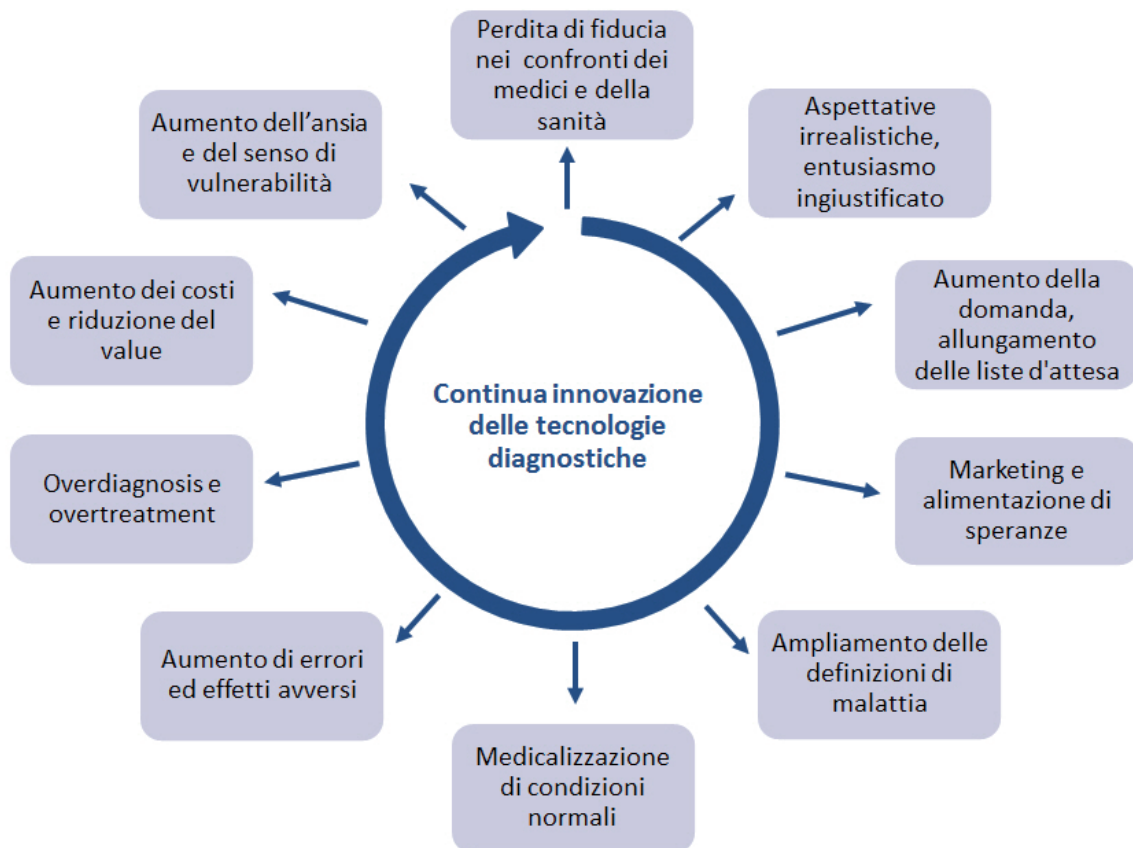 Perdita di fiducia
nei confronti dei
medici e della
sanità
Aspettative
irrealistiche,
entusiasmo
ingiustificato
Aumento della
domanda,
allungamento
delle liste d'attesa
Marketing e
alimentazione di
speranze
Ampliamento delle
definizioni di
malattia
Medicalizzazione
di condizioni
normali
Aumento di errori
ed effetti avversi
Overdiagnosis e
overtreatment
Aumento dei costi
e riduzione del
value
Aumento dell’ansia
e del senso di
vulnerabilità
Continua innovazione
delle tecnologie
diagnostiche